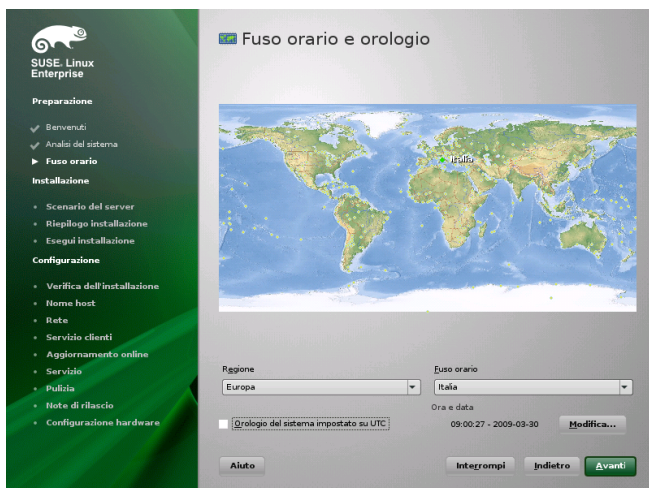 SUSE. Linux
Enterprise
Preparazione
Benvenuti
Analisi del sistema
Fuso orario
Installazione
Scenario del server
Riepilogo installazione
Esegui installazione
Configurazione
Verifica dell'installazione
Nome host
Rete
Servizio clienti
Aggiornamento online
Servizio
Pulizia
Note di rilascio
Configurazione hardware
Fuso orario e orologio
Italia
Regione
Europa
Fuso orario
Italia
Orologio del sistema impostato su UTC
Ora e data
09:00:27 - 2009-03-30
Modifica...
Aiuto
Interrompi
Indietro
Avanti